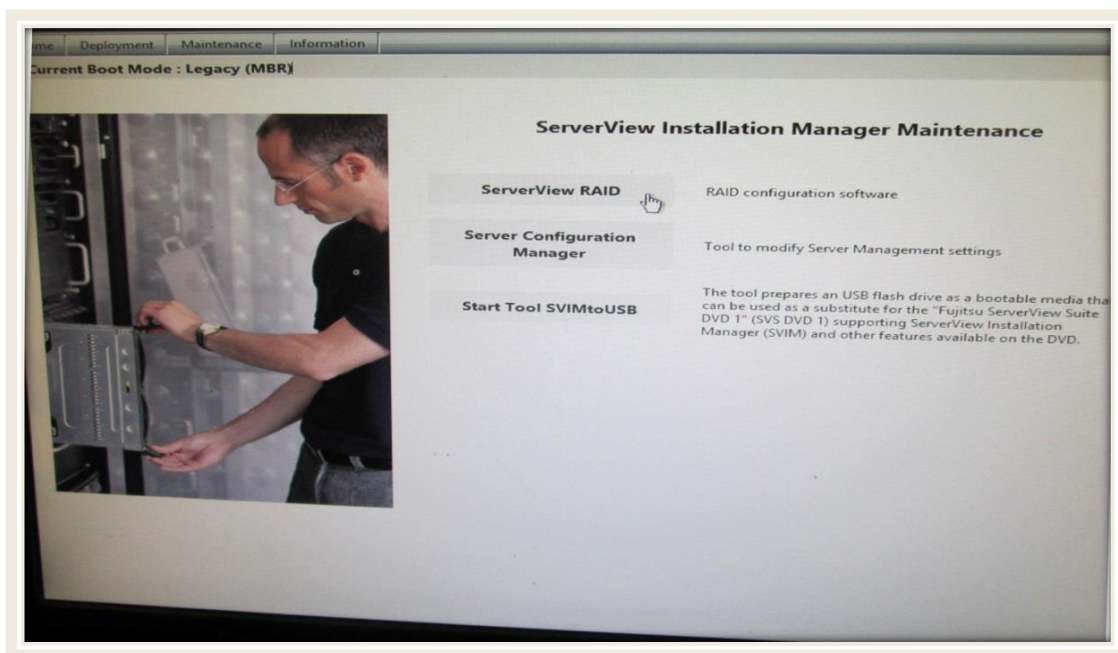 Deployment Maintenance Information
Current Boot Mode : Legacy (MBR)
ServerView Installation Manager Maintenance
ServerView RAID
RAID configuration software
Server Configuration
Manager
Tool to modify Server Management settings
Start Tool SVIMtoUSB
The tool prepares an USB flash drive as a bootable media
can be used as a substitute for the "Fujitsu ServerView Suite
DVD 1" (SVS DVD 1) supporting ServerView Installation
Manager (SVIM) and other features available on the DVD.